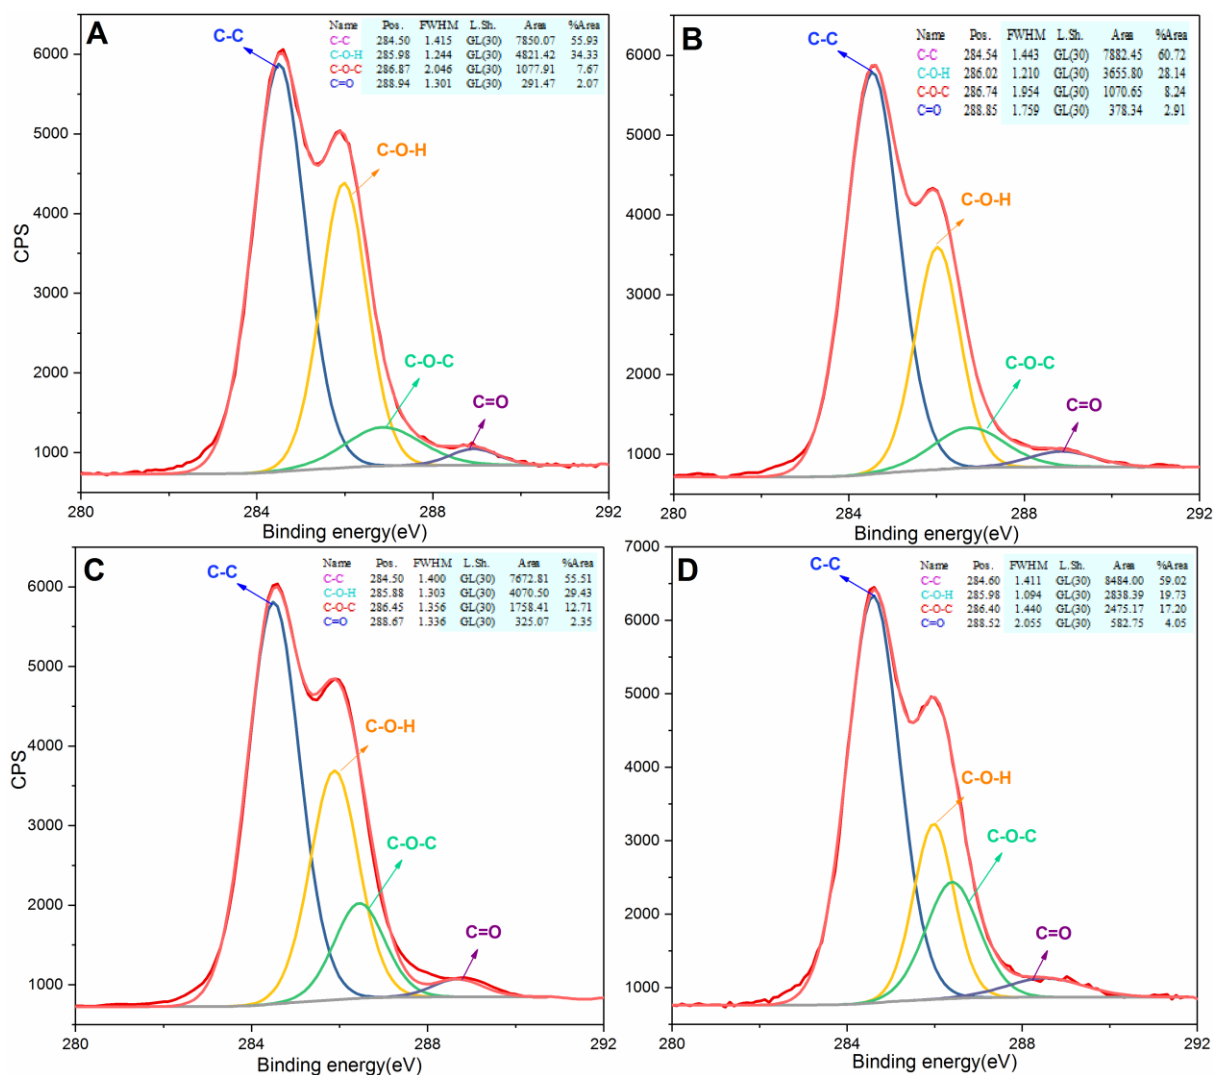 A
Name Pos. FWHM L.Sh. Area %Area
C-C 284.50 1.415 GL(30) 7850.07 55.93
C-O-H 285.98 1.244 GL(30) 4821.42 34.33
C-O-C 286.87 2.046 GL(30) 1077.91 7.67
C=O 288.94 1.301 GL(30) 291.47 2.07
C-C
C-O-H
C-O-C
C=O
6000
5000
4000
3000
2000
1000
CPS
280 284 288 292
Binding energy(eV)
B
Name Pos. FWHM L.Sh. Area %Area
C-C 284.54 1.443 GL(30) 7882.45 60.72
C-O-H 286.02 1.210 GL(30) 3655.80 28.14
C-O-C 286.74 1.954 GL(30) 1070.65 8.24
C=O 288.85 1.759 GL(30) 378.34 2.91
C-C
C-O-H
C-O-C
C=O
6000
5000
4000
3000
2000
1000
280 284 288 292
Binding energy(eV)
C
Name Pos. FWHM L.Sh. Area %Area
C-C 284.50 1.400 GL(30) 7672.81 55.51
C-O-H 285.88 1.303 GL(30) 4070.50 29.43
C-O-C 286.45 1.356 GL(30) 1758.41 12.71
C=O 288.67 1.336 GL(30) 325.07 2.35
C-C
C-O-H
C-O-C
C=O
6000
5000
4000
3000
2000
1000
CPS
280 284 288 292
Binding energy(eV)
D
Name Pos. FWHM L.Sh. Area %Area
C-C 284.60 1.411 GL(30) 8484.00 59.02
C-O-H 285.98 1.094 GL(30) 2838.39 19.73
C-O-C 286.40 1.440 GL(30) 2475.17 17.20
C=O 288.52 2.055 GL(30) 582.75 4.05
C-C
C-O-H
C-O-C
C=O
7000
6000
5000
4000
3000
2000
1000
280 284 288 292
Binding energy(eV)